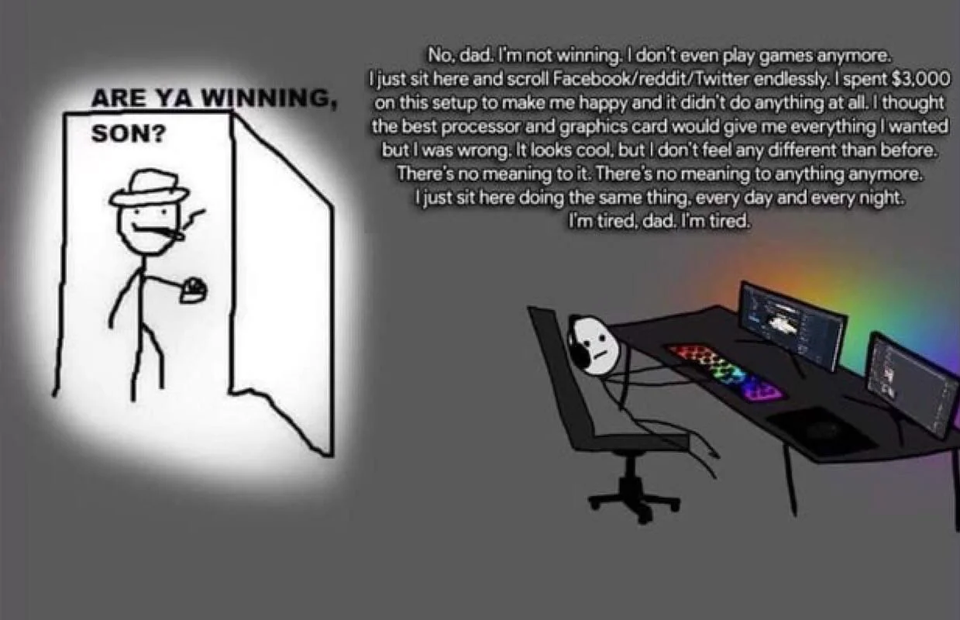 ARE YA WINNING,
SON?
No, dad. I'm not winning. I don't even play games anymore.
I just sit here and scroll Facebook/reddit/Twitter endlessly. I spent $3,000
on this setup to make me happy and it didn't do anything at all. I thought
the best processor and graphics card would give me everything I wanted
but I was wrong. It looks cool, but I don't feel any different than before.
There's no meaning to it. There's no meaning to anything anymore.
I just sit here doing the same thing, every day and every night.
I'm tired, dad. I'm tired.